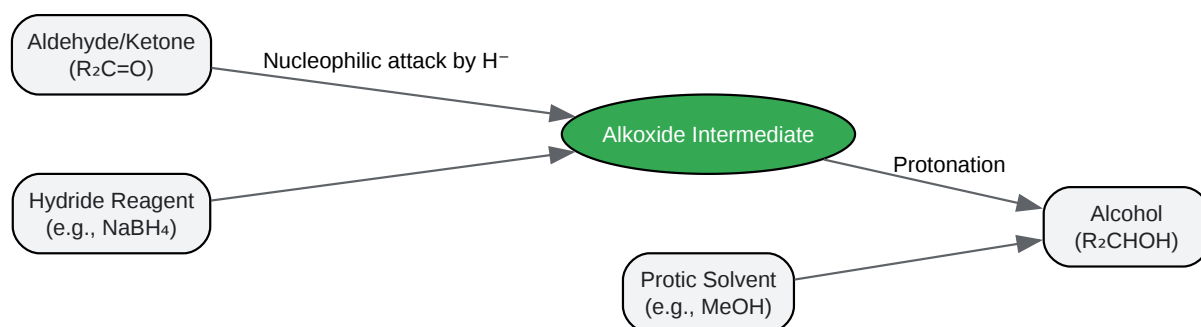 Aldehyde/Ketone
(R₂C=O)
Nucleophilic attack by H⁻
Alkoxide Intermediate
Hydride Reagent
(e.g., NaBH₄)
Protonation
Alcohol
(R₂CHOH)
Protic Solvent
(e.g., MeOH)